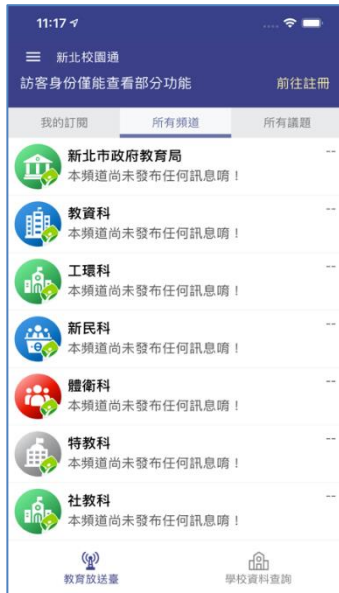 11:17
新北校園通
訪客身份僅能查看部分功能 前往註冊
我的訂閱 所有頻道 所有議題
新北市政府教育局 --
本頻道尚未發布任何訊息唷！
教資科 --
本頻道尚未發布任何訊息唷！
工環科 --
本頻道尚未發布任何訊息唷！
新民科 --
本頻道尚未發布任何訊息唷！
體衛科 --
本頻道尚未發布任何訊息唷！
特教科 --
本頻道尚未發布任何訊息唷！
社教科 --
本頻道尚未發布任何訊息唷！
教育放送臺 學校資料查詢